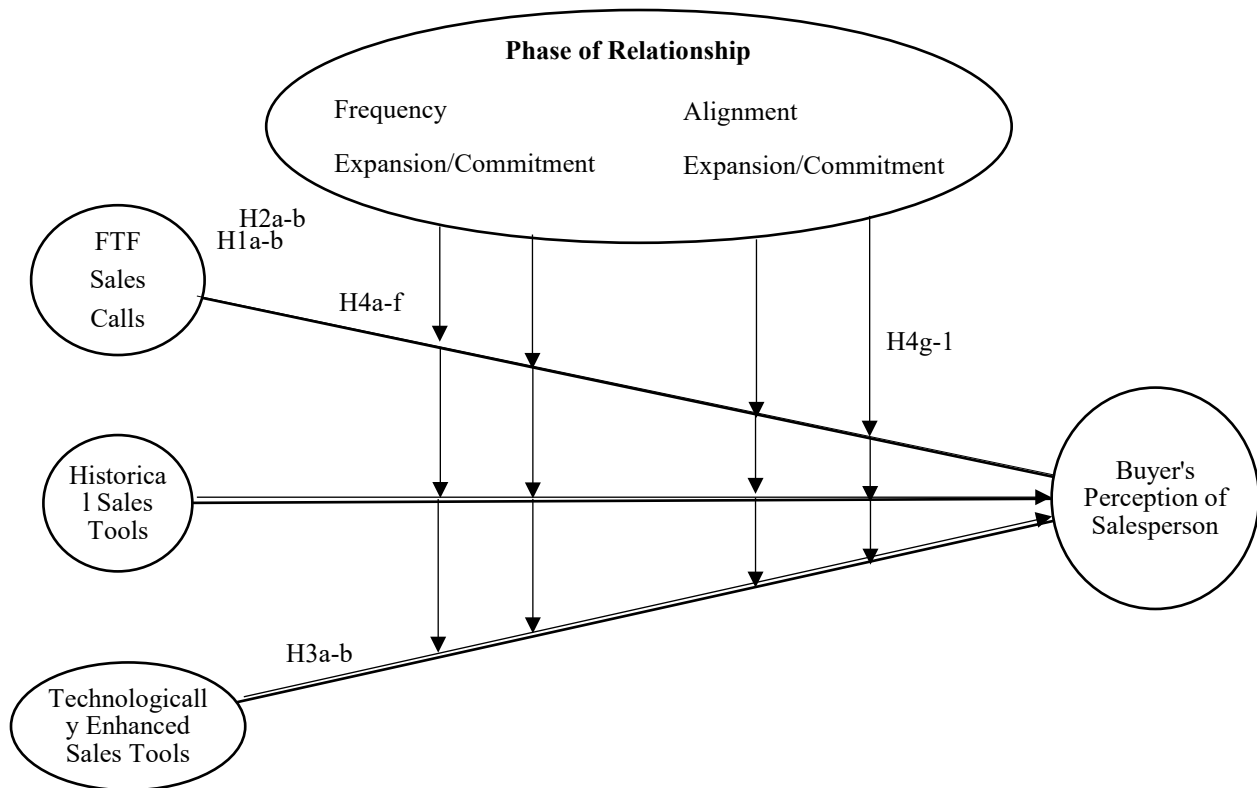 Phase of Relationship
Frequency
Alignment
Expansion/Commitment
Expansion/Commitment
H2a-b
H1a-b
FTF
Sales
Calls
H4a-f
H4g-1
Historica
l Sales
Tools
Buyer's
Perception of
Salesperson
H3a-b
Technologicall
y Enhanced
Sales Tools